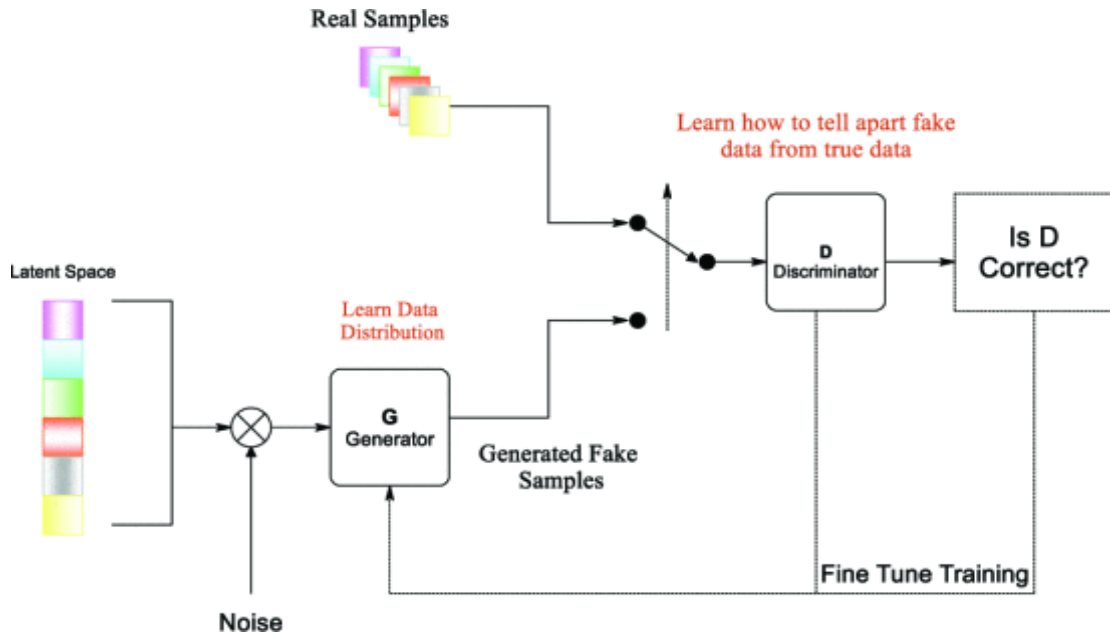 Real Samples
Learn how to tell apart fake
data from true data
Latent Space
Learn Data
Distribution
G
Generator
Generated Fake
Samples
D
Discriminator
Is D
Correct?
Fine Tune Training
Noise